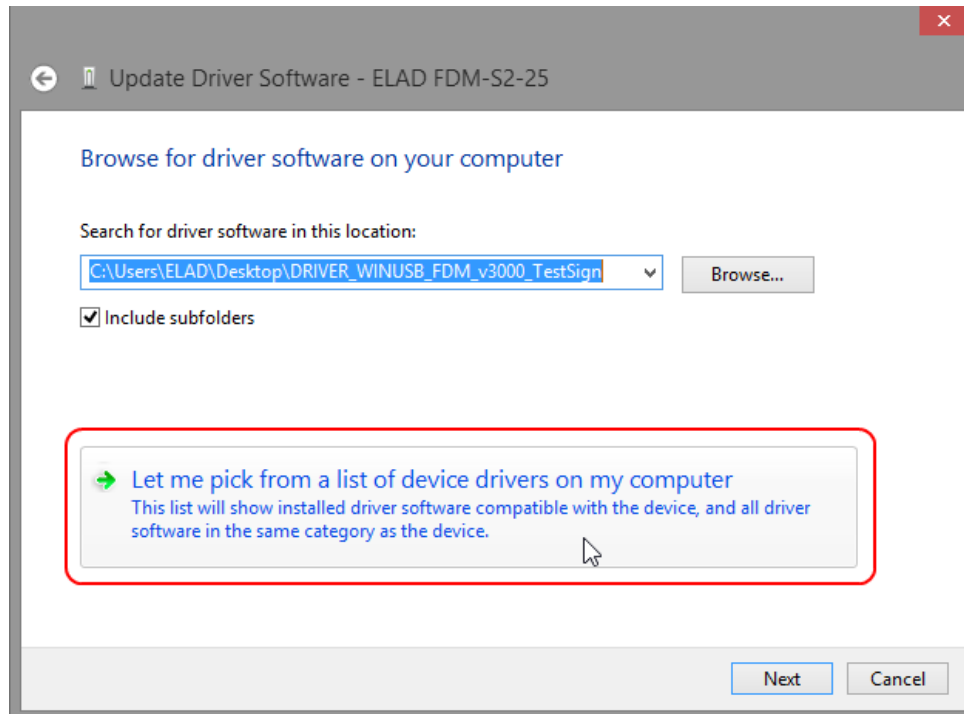 Update Driver Software - ELAD FDM-S2-25
Browse for driver software on your computer
Search for driver software in this location:
C:\Users\ELAD\Desktop\DRIVER_WINUSB_FDM_v3000_TestSign
Browse...
Include subfolders
Let me pick from a list of device drivers on my computer
This list will show installed driver software compatible with the device, and all driver
software in the same category as the device.
Next
Cancel